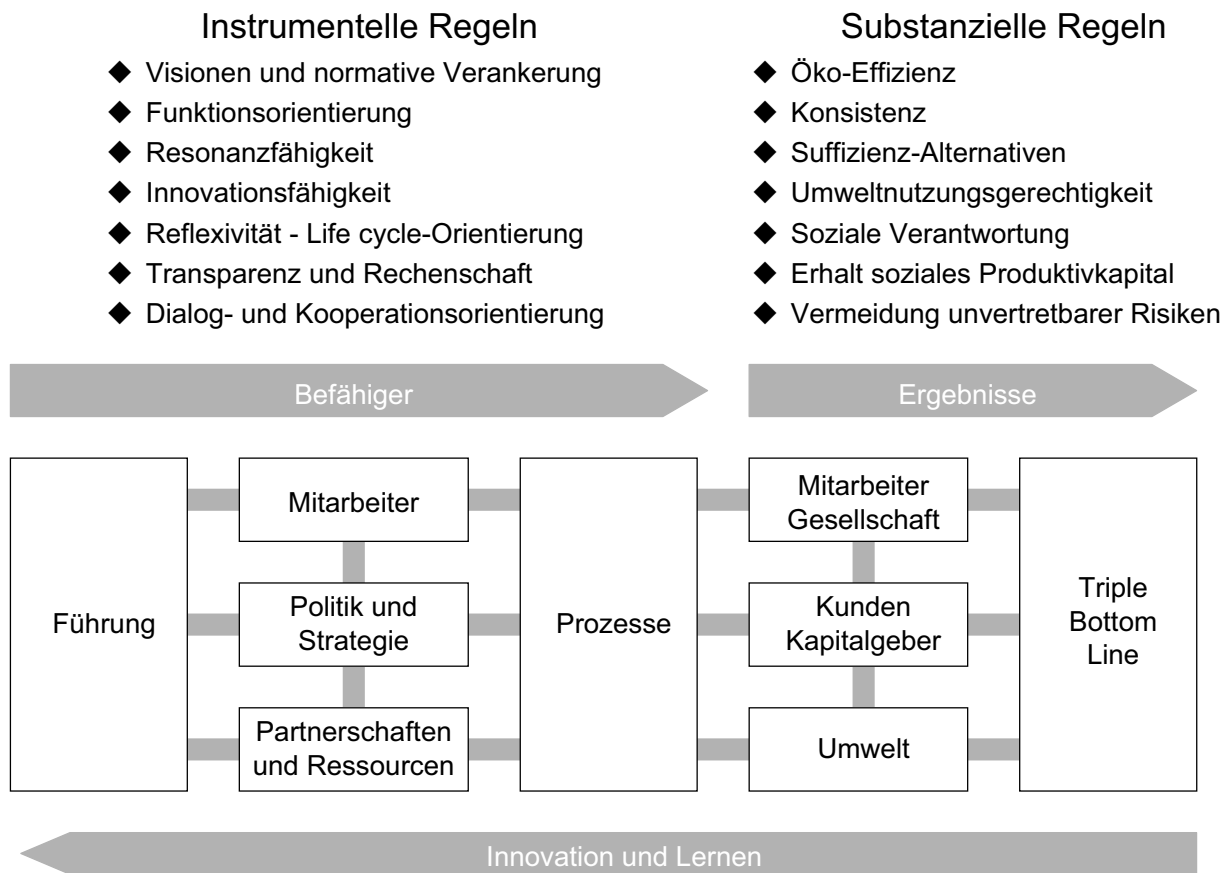 Instrumentelle Regeln
Visionen und normative Verankerung
Funktionsorientierung
Resonanzfähigkeit
Innovationsfähigkeit
Reflexivität - Life cycle-Orientierung
Transparenz und Rechenschaft
Dialog- und Kooperationsorientierung
Substanzielle Regeln
Öko-Effizienz
Konsistenz
Suffizienz-Alternativen
Umweltnutzungsgerechtigkeit
Soziale Verantwortung
Erhalt soziales Produktivkapital
Vermeidung unvertretbarer Risiken
Befähiger
Ergebnisse
Führung
Mitarbeiter
Politik und
Strategie
Partnerschaften
und Ressourcen
Prozesse
Mitarbeiter
Gesellschaft
Kunden
Kapitalgeber
Umwelt
Triple
Bottom
Line
Innovation und Lernen